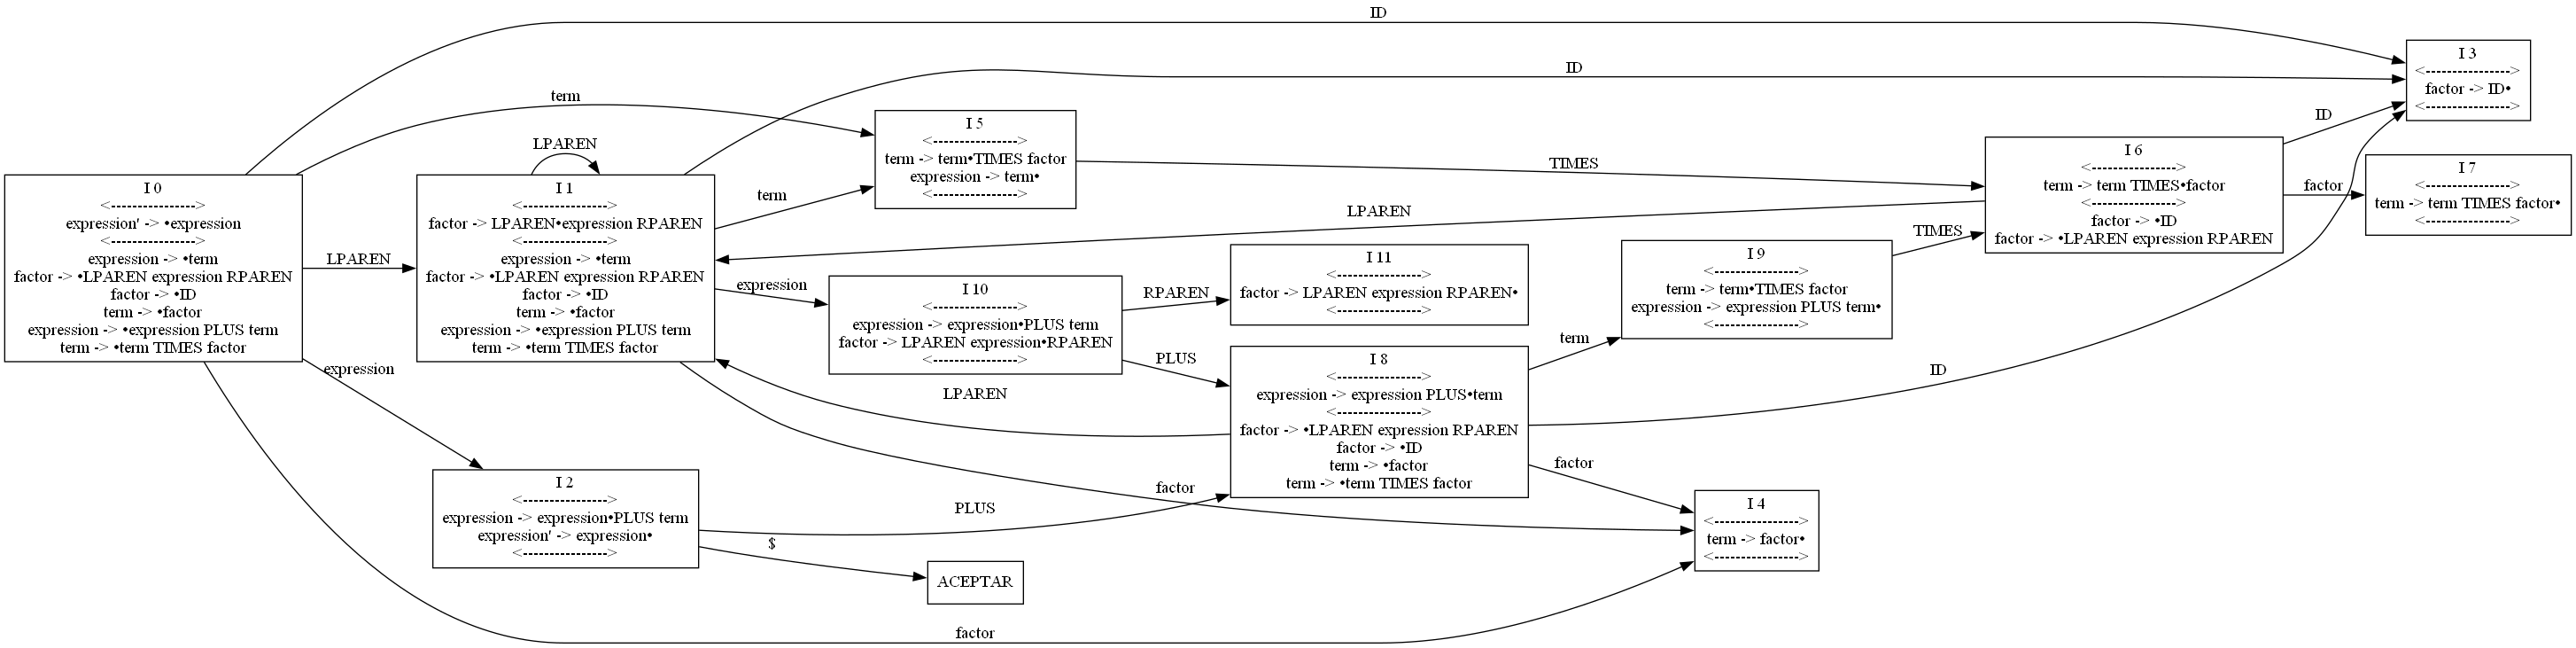 I 0
<------------------>
expression' -> •expression
<------------------->
expression -> •term
factor -> •LPAREN expression RPAREN
factor -> •ID
term -> •factor
expression -> •expression PLUS term
term -> •term TIMES factor
I 1
<------------------>
factor -> LPAREN•expression RPAREN
<------------------->
expression -> •term
factor -> •LPAREN expression RPAREN
factor -> •ID
term -> •factor
expression -> •expression PLUS term
term -> •term TIMES factor
I 2
<------------------>
expression -> expression•PLUS term
expression' -> expression•
<------------------->
I 3
<------------------>
factor -> ID•
<------------------->
I 4
<------------------>
term -> factor•
<------------------->
I 5
<------------------>
term -> term•TIMES factor
expression -> term•
<------------------->
I 6
<------------------>
term -> term TIMES•factor
<------------------->
factor -> •ID
factor -> •LPAREN expression RPAREN
I 7
<------------------>
term -> term TIMES factor•
<------------------->
I 8
<------------------>
expression -> expression PLUS•term
<------------------->
factor -> •LPAREN expression RPAREN
factor -> •ID
term -> •factor
term -> •term TIMES factor
I 9
<------------------>
term -> term•TIMES factor
expression -> expression PLUS term•
<------------------->
I 10
<------------------>
expression -> expression•PLUS term
factor -> LPAREN expression•RPAREN
<------------------->
I 11
<------------------>
factor -> LPAREN expression RPAREN•
<------------------->
ACEPTAR
ID
term
LPAREN
expression
factor
LPAREN
ID
term
expression
factor
PLUS
$
TIMES
LPAREN
ID
factor
RPAREN
PLUS
LPAREN
term
ID
factor
TIMES